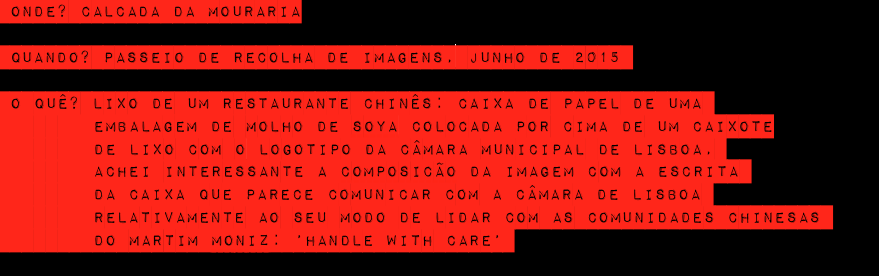 ONDE? CALCADA DA MOURARIA
QUANDO? PASSEIO DE RECOLHA DE IMAGENS. JUNHO DE 2015
O QUÊ? LIXO DE UM RESTAURANTE CHINÊS: CAIXA DE PAPEL DE UMA
EMBALAGEM DE MOLHO DE SOYA COLOCADA POR CIMA DE UM CAIXOTE
DE LIXO COM O LOGOTIPO DA CÂMARA MUNICIPAL DE LISBOA.
ACHEI INTERESSANTE A COMPOSICÃO DA IMAGEM COM A ESCRITA
DA CAIXA QUE PARECE COMUNICAR COM A CÂMARA DE LISBOA
RELATIVAMENTE AO SEU MODO DE LIDAR COM AS COMUNIDADES CHINESAS
DO MARTIM MONIZ: 'HANDLE WITH CARE'